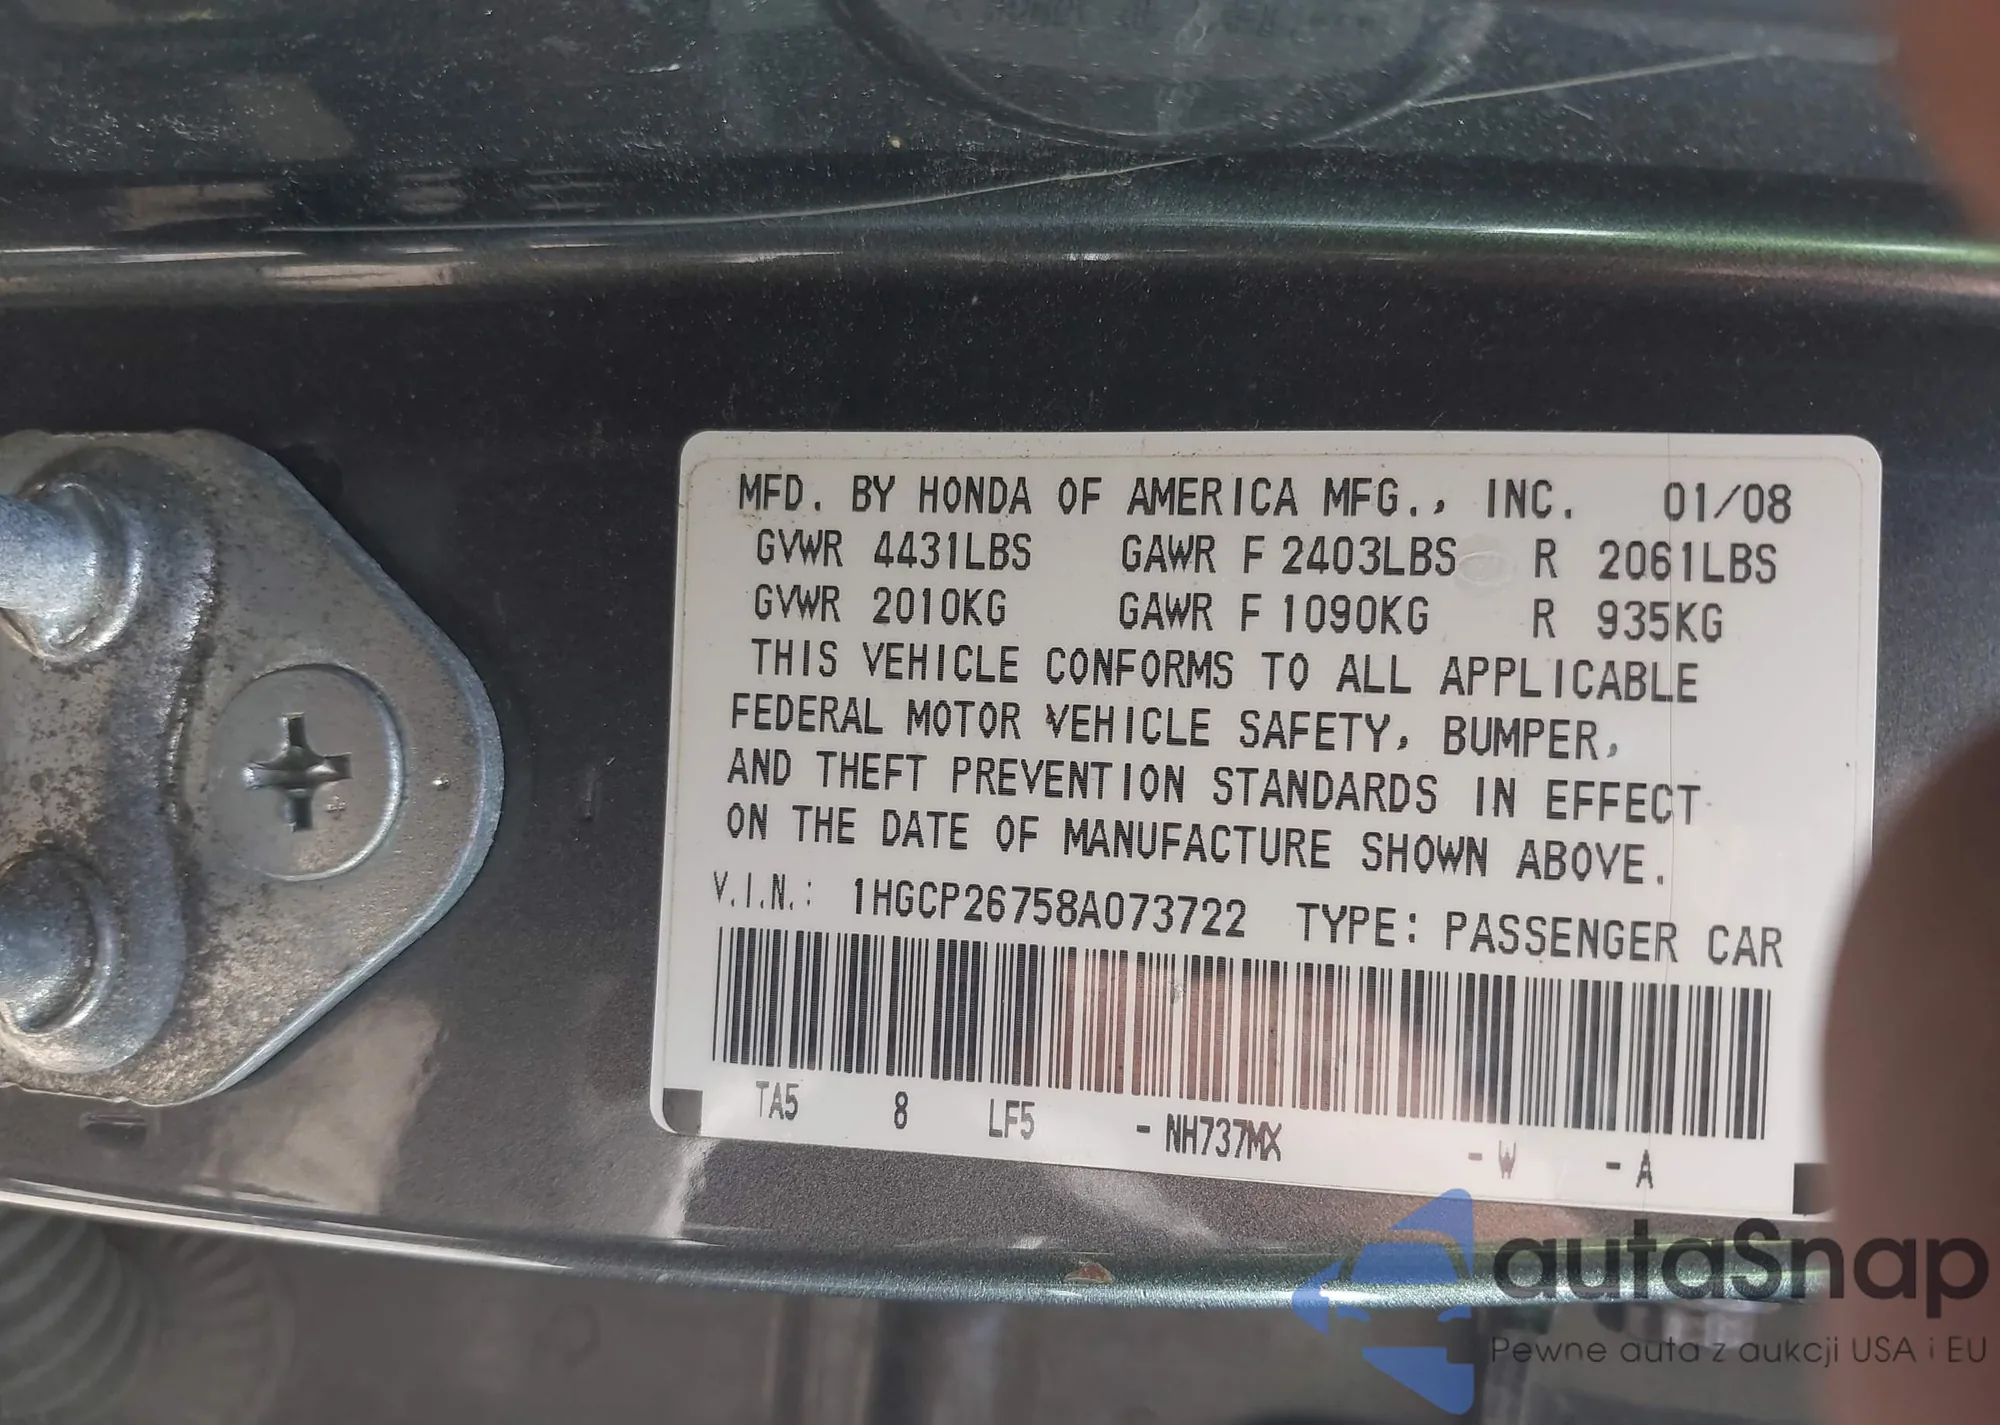 MFD. BY HONDA OF AMERICA MFG., INC. 01/08
GVWR 4431LBS GAWR F 2403LBS R 2061LBS
GVWR 2010KG GAWR F 1090KG R 935KG
THIS VEHICLE CONFORMS TO ALL APPLICABLE
FEDERAL MOTOR VEHICLE SAFETY, BUMPER,
AND THEFT PREVENTION STANDARDS IN EFFECT
ON THE DATE OF MANUFACTURE SHOWN ABOVE.
V.I.N.: 1HGCP26758A073722 TYPE: PASSENGER CAR
TA5 8 LF5 - NH737MX - W - A
autaSnap
Pewne auta z aukcji USA i EU